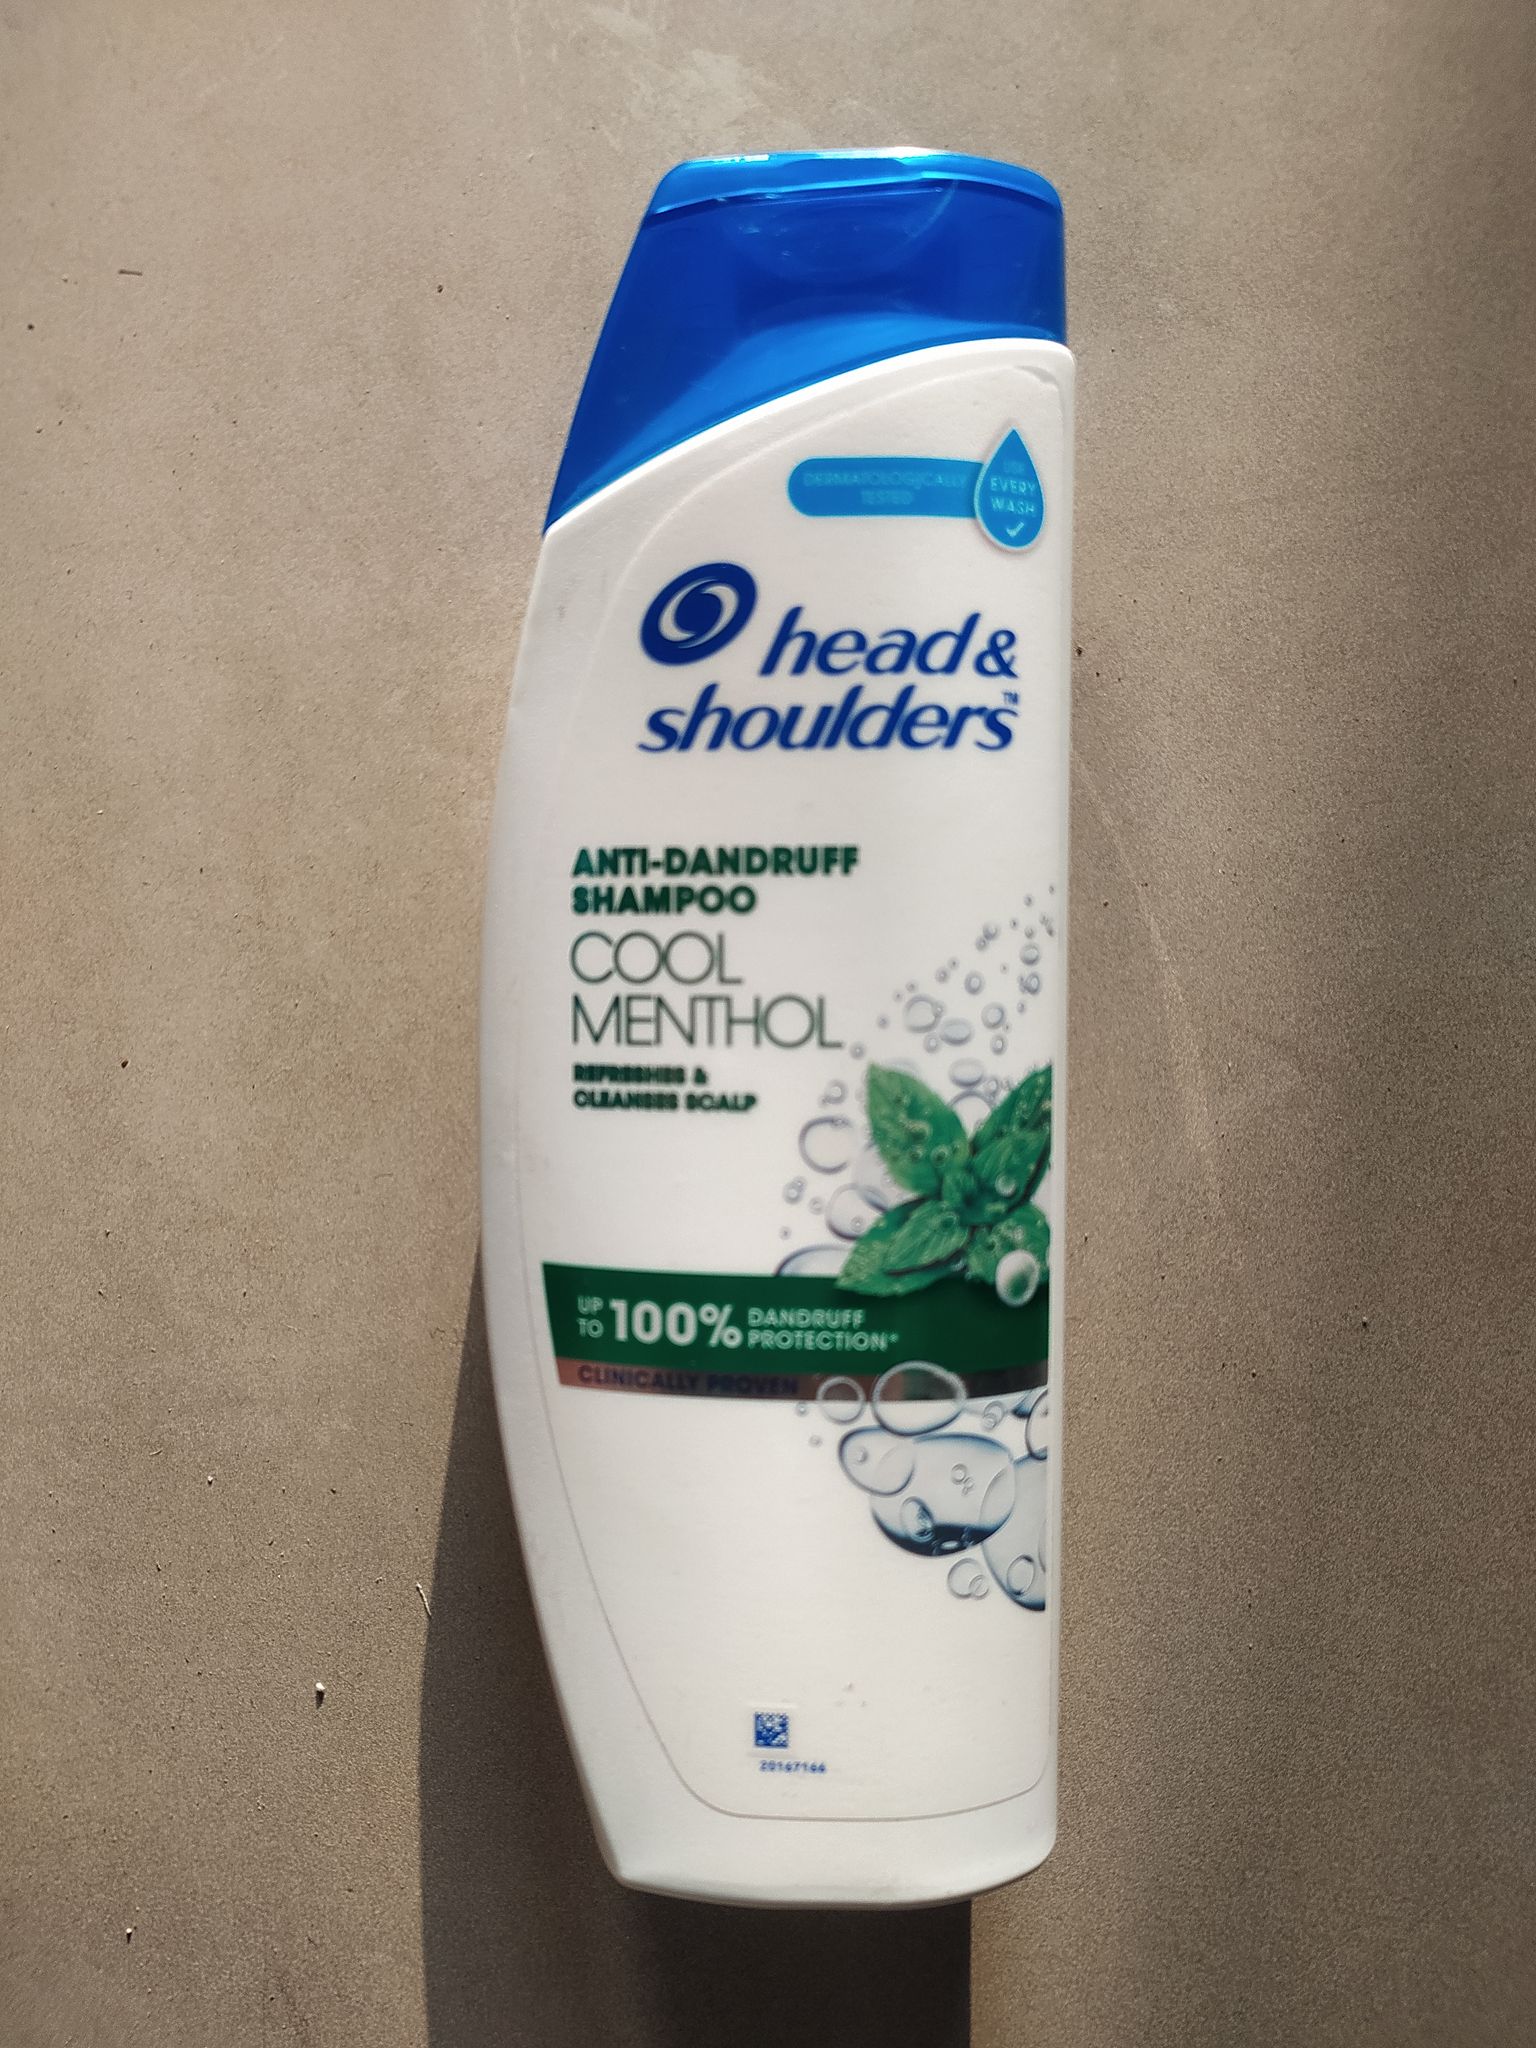 DERMATOLOGICALLY
TESTED
USE
EVERY
WASH
head &
shoulders™
ANTI-DANDRUFF
SHAMPOO
COOL
MENTHOL
REFRESHES &
CLEANSES SCALP
UP
TO
100%
DANDRUFF
PROTECTION*
CLINICALLY PROVEN
20167166